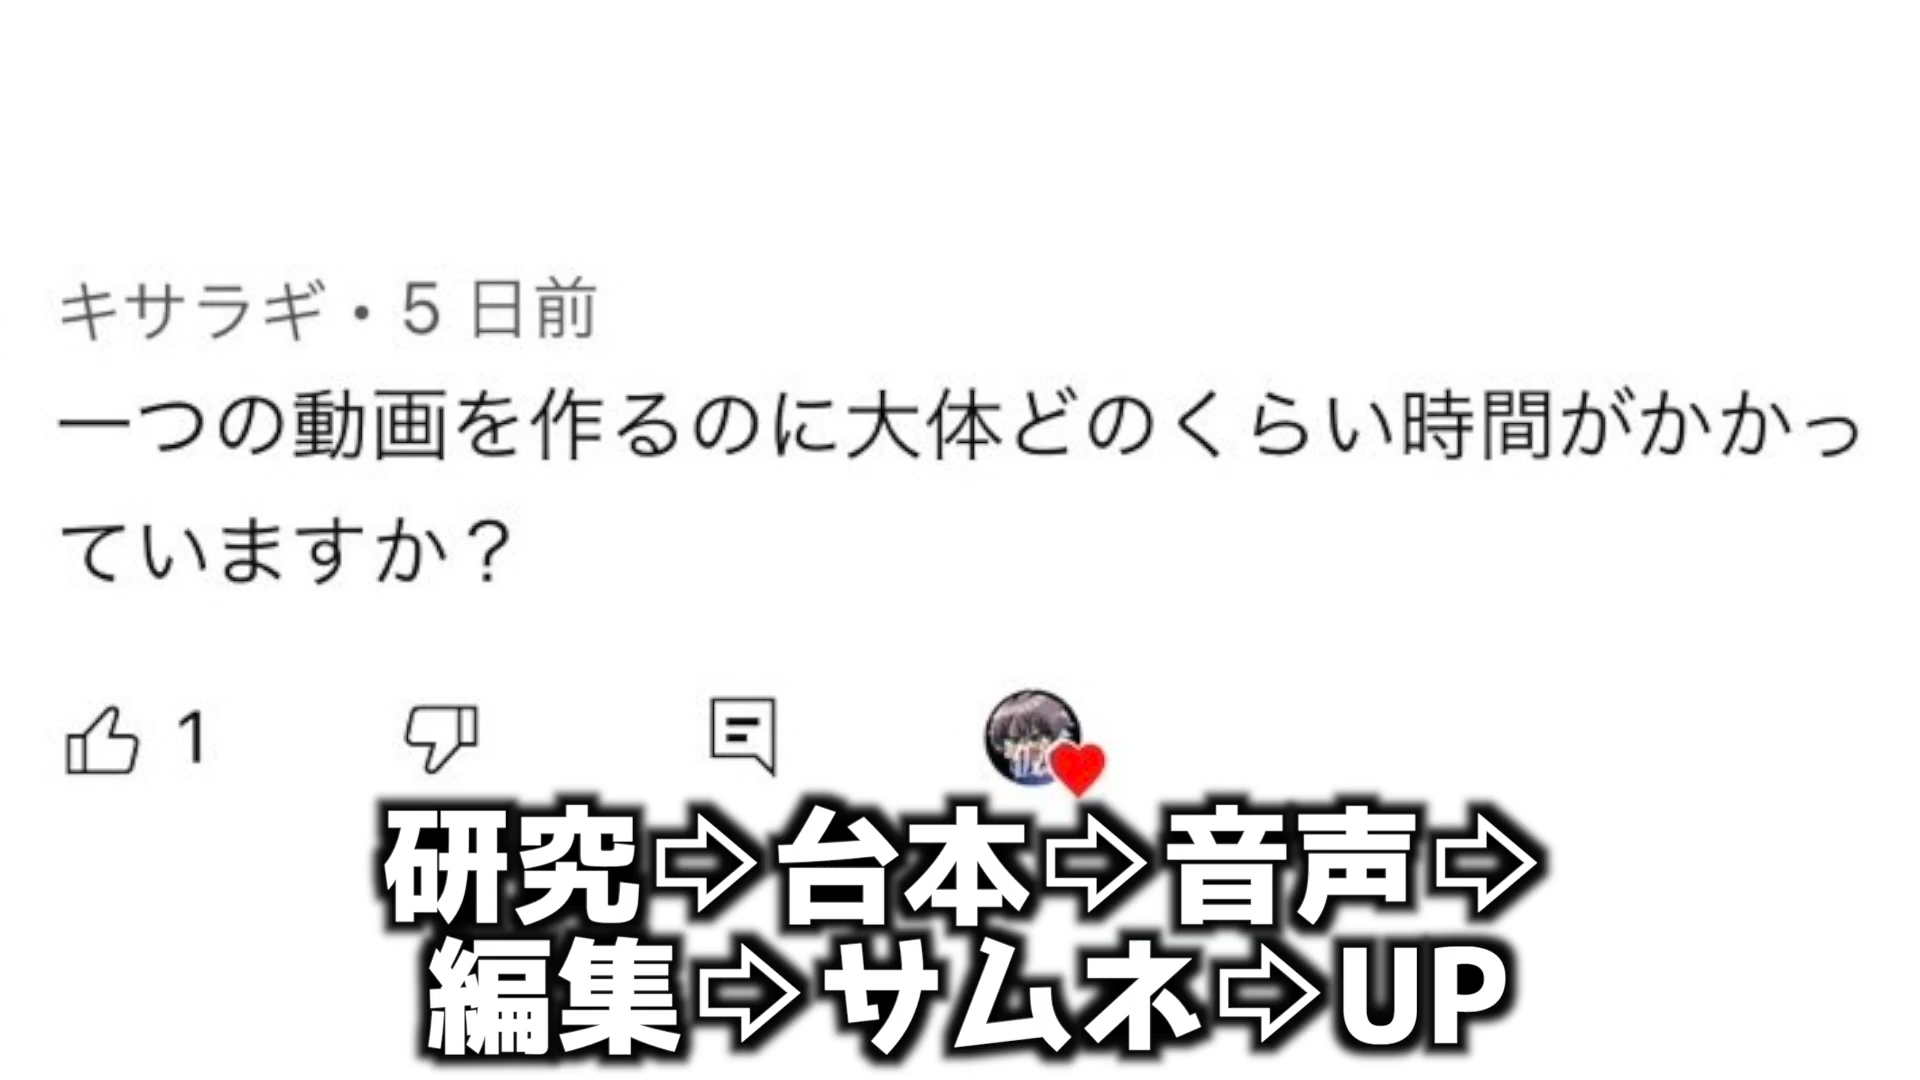 キサラギ・5 日前
一つの動画を作るのに大体どのくらい時間がかかっ
ていますか？
1
研究⇨台本⇨音声⇨
編集⇨サムネ⇨UP